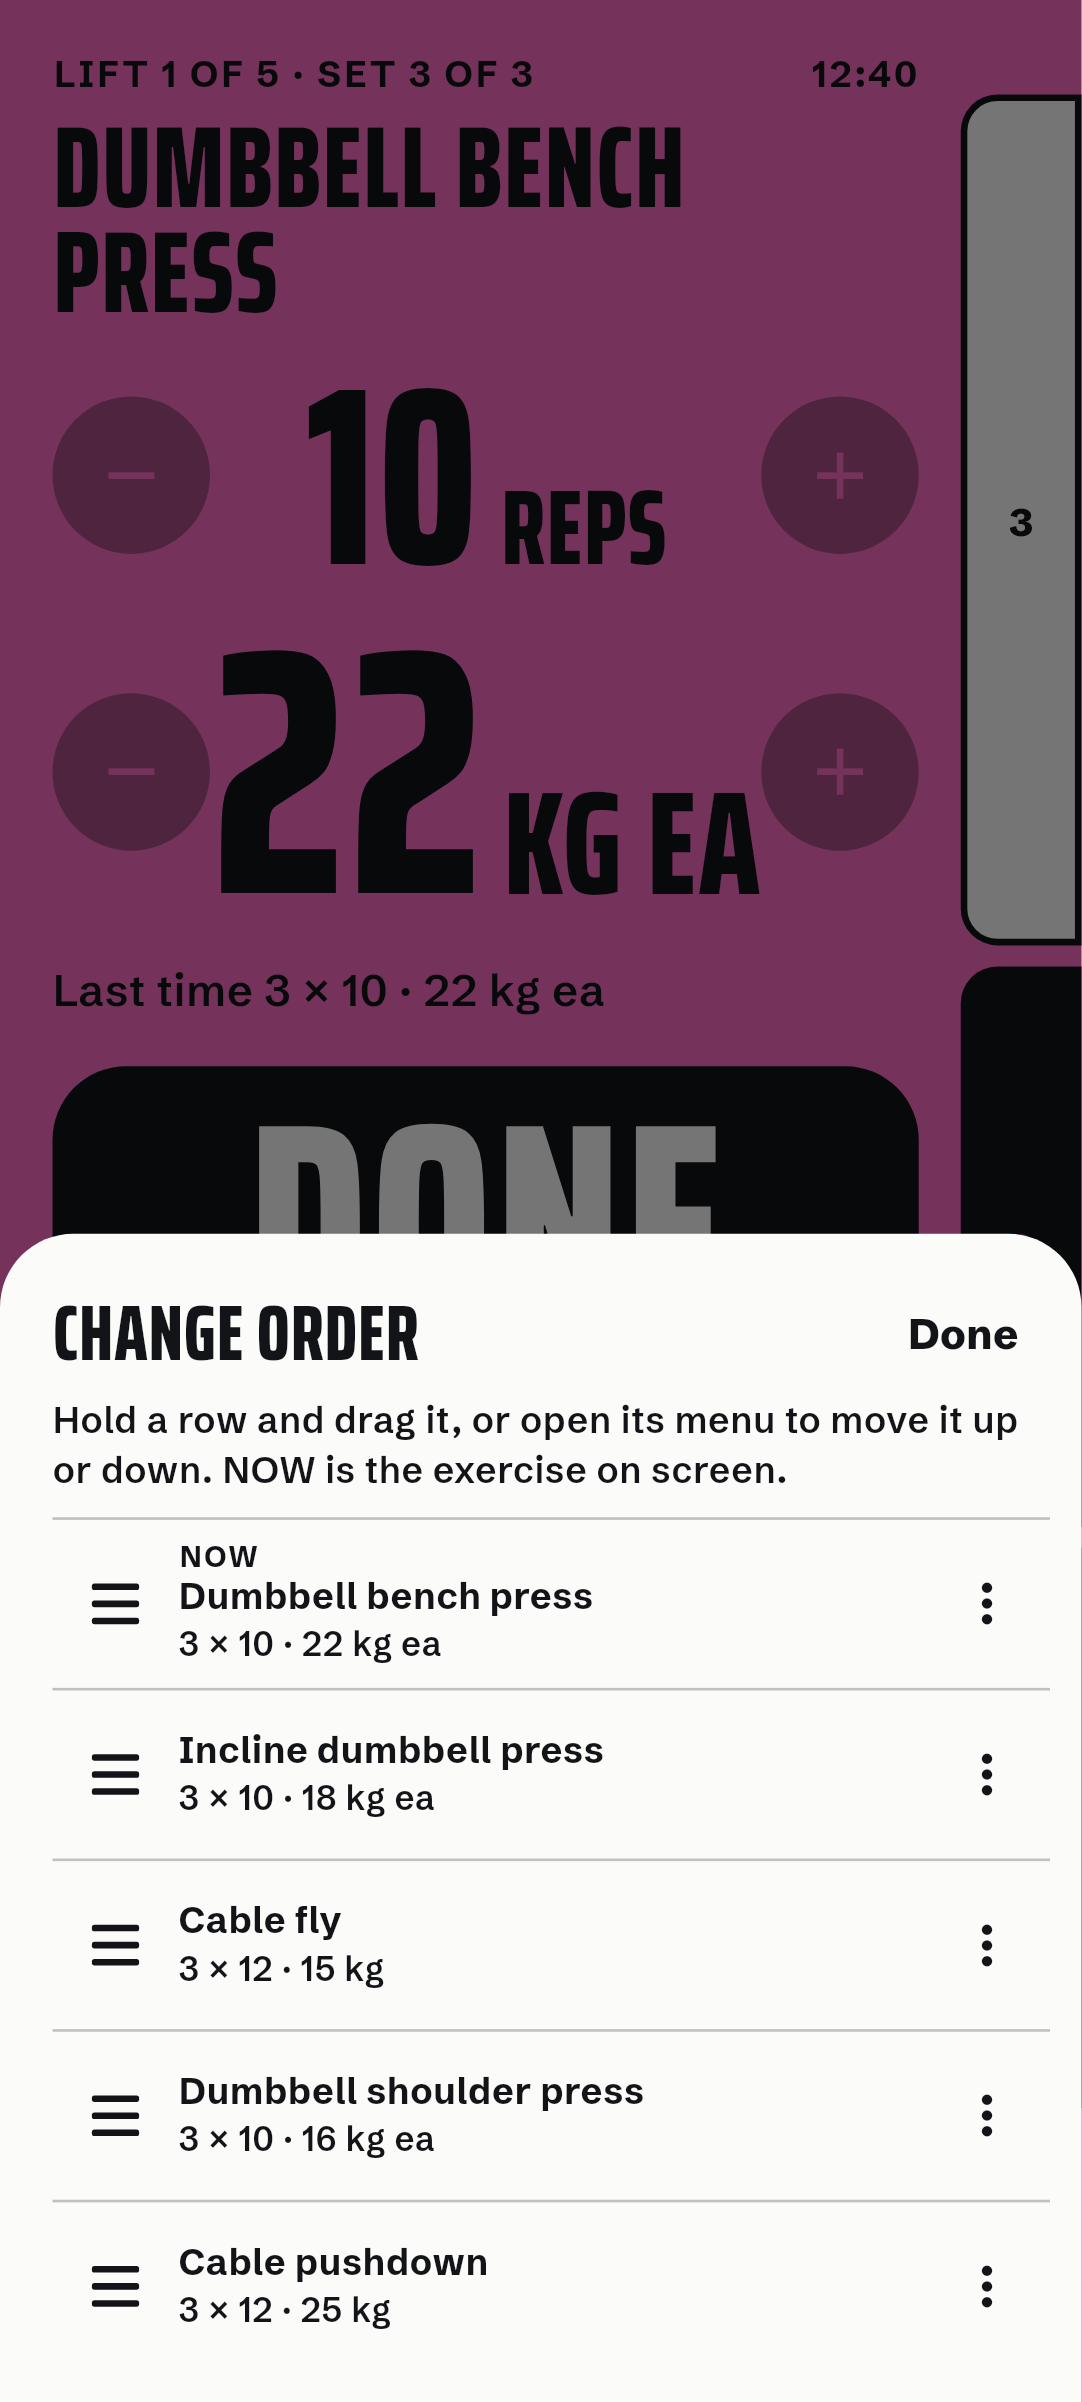 LIFT 1 OF 5 · SET 3 OF 3
12:40
DUMBBELL BENCH
PRESS
− 10 REPS +
3
− 22 KG EA +
Last time 3 × 10 · 22 kg ea
DONE
CHANGE ORDER
Done
Hold a row and drag it, or open its menu to move it up
or down. NOW is the exercise on screen.
NOW
Dumbbell bench press
3 × 10 · 22 kg ea
Incline dumbbell press
3 × 10 · 18 kg ea
Cable fly
3 × 12 · 15 kg
Dumbbell shoulder press
3 × 10 · 16 kg ea
Cable pushdown
3 × 12 · 25 kg